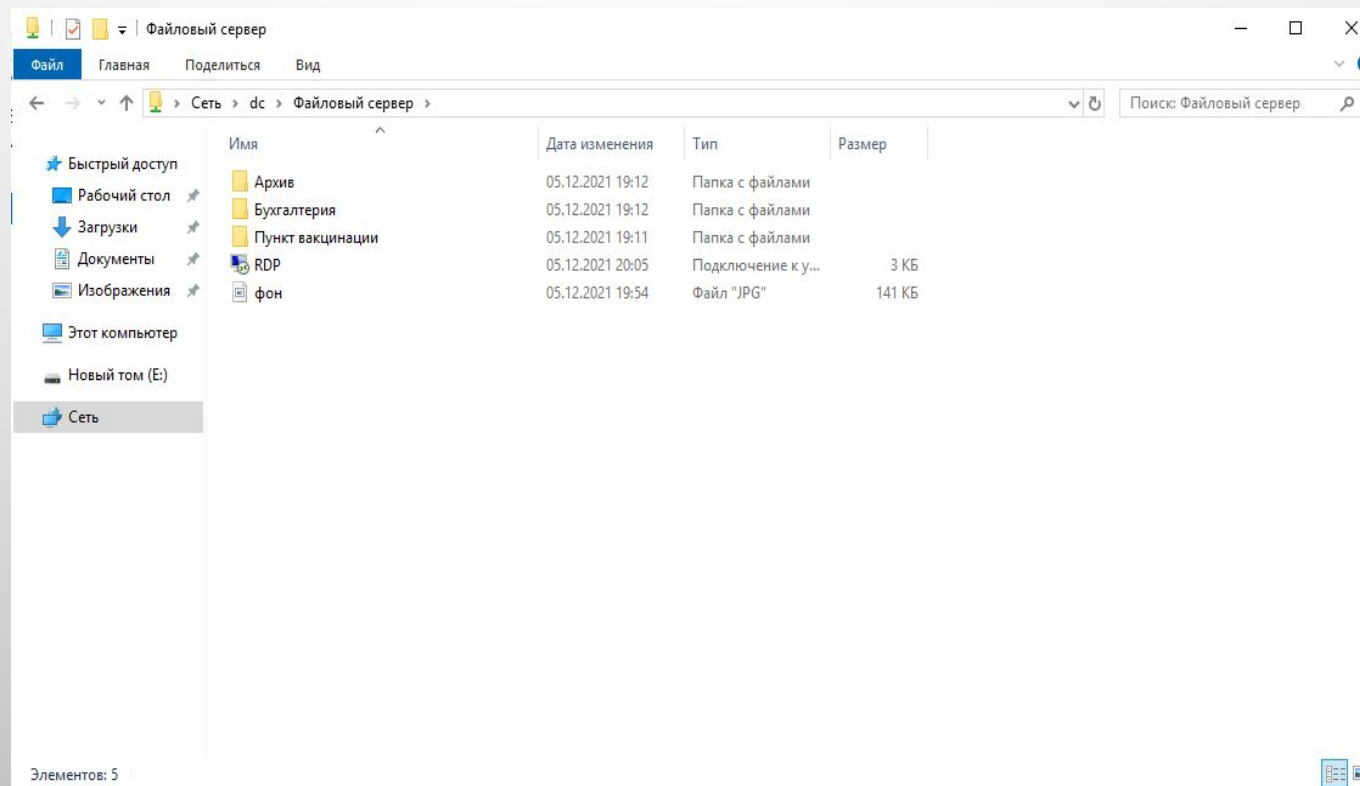 Файловый сервер
Файл Главная Поделиться Вид
Сеть dc Файловый сервер
Поиск: Файловый сервер
Быстрый доступ
Рабочий стол
Загрузки
Документы
Изображения
Этот компьютер
Новый том (E:)
Сеть
Имя Дата изменения Тип Размер
Архив 05.12.2021 19:12 Папка с файлами
Бухгалтерия 05.12.2021 19:12 Папка с файлами
Пункт вакцинации 05.12.2021 19:11 Папка с файлами
RDP 05.12.2021 20:05 Подключение к у... 3 КБ
фон 05.12.2021 19:54 Файл "JPG" 141 КБ
Элементов: 5